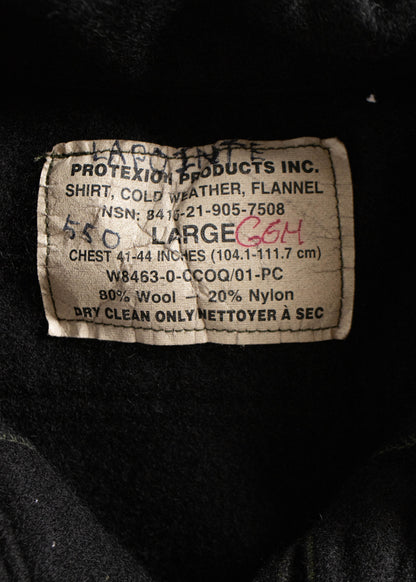 LAPOINTE
PROTEXION PRODUCTS INC.
SHIRT, COLD WEATHER, FLANNEL
NSN: 8415-21-905-7508
550 LARGE GEM
CHEST 41-44 INCHES (104.1-111.7 cm)
W8463-0-CCOQ/01-PC
80% Wool — 20% Nylon
DRY CLEAN ONLY NETTOYER À SEC